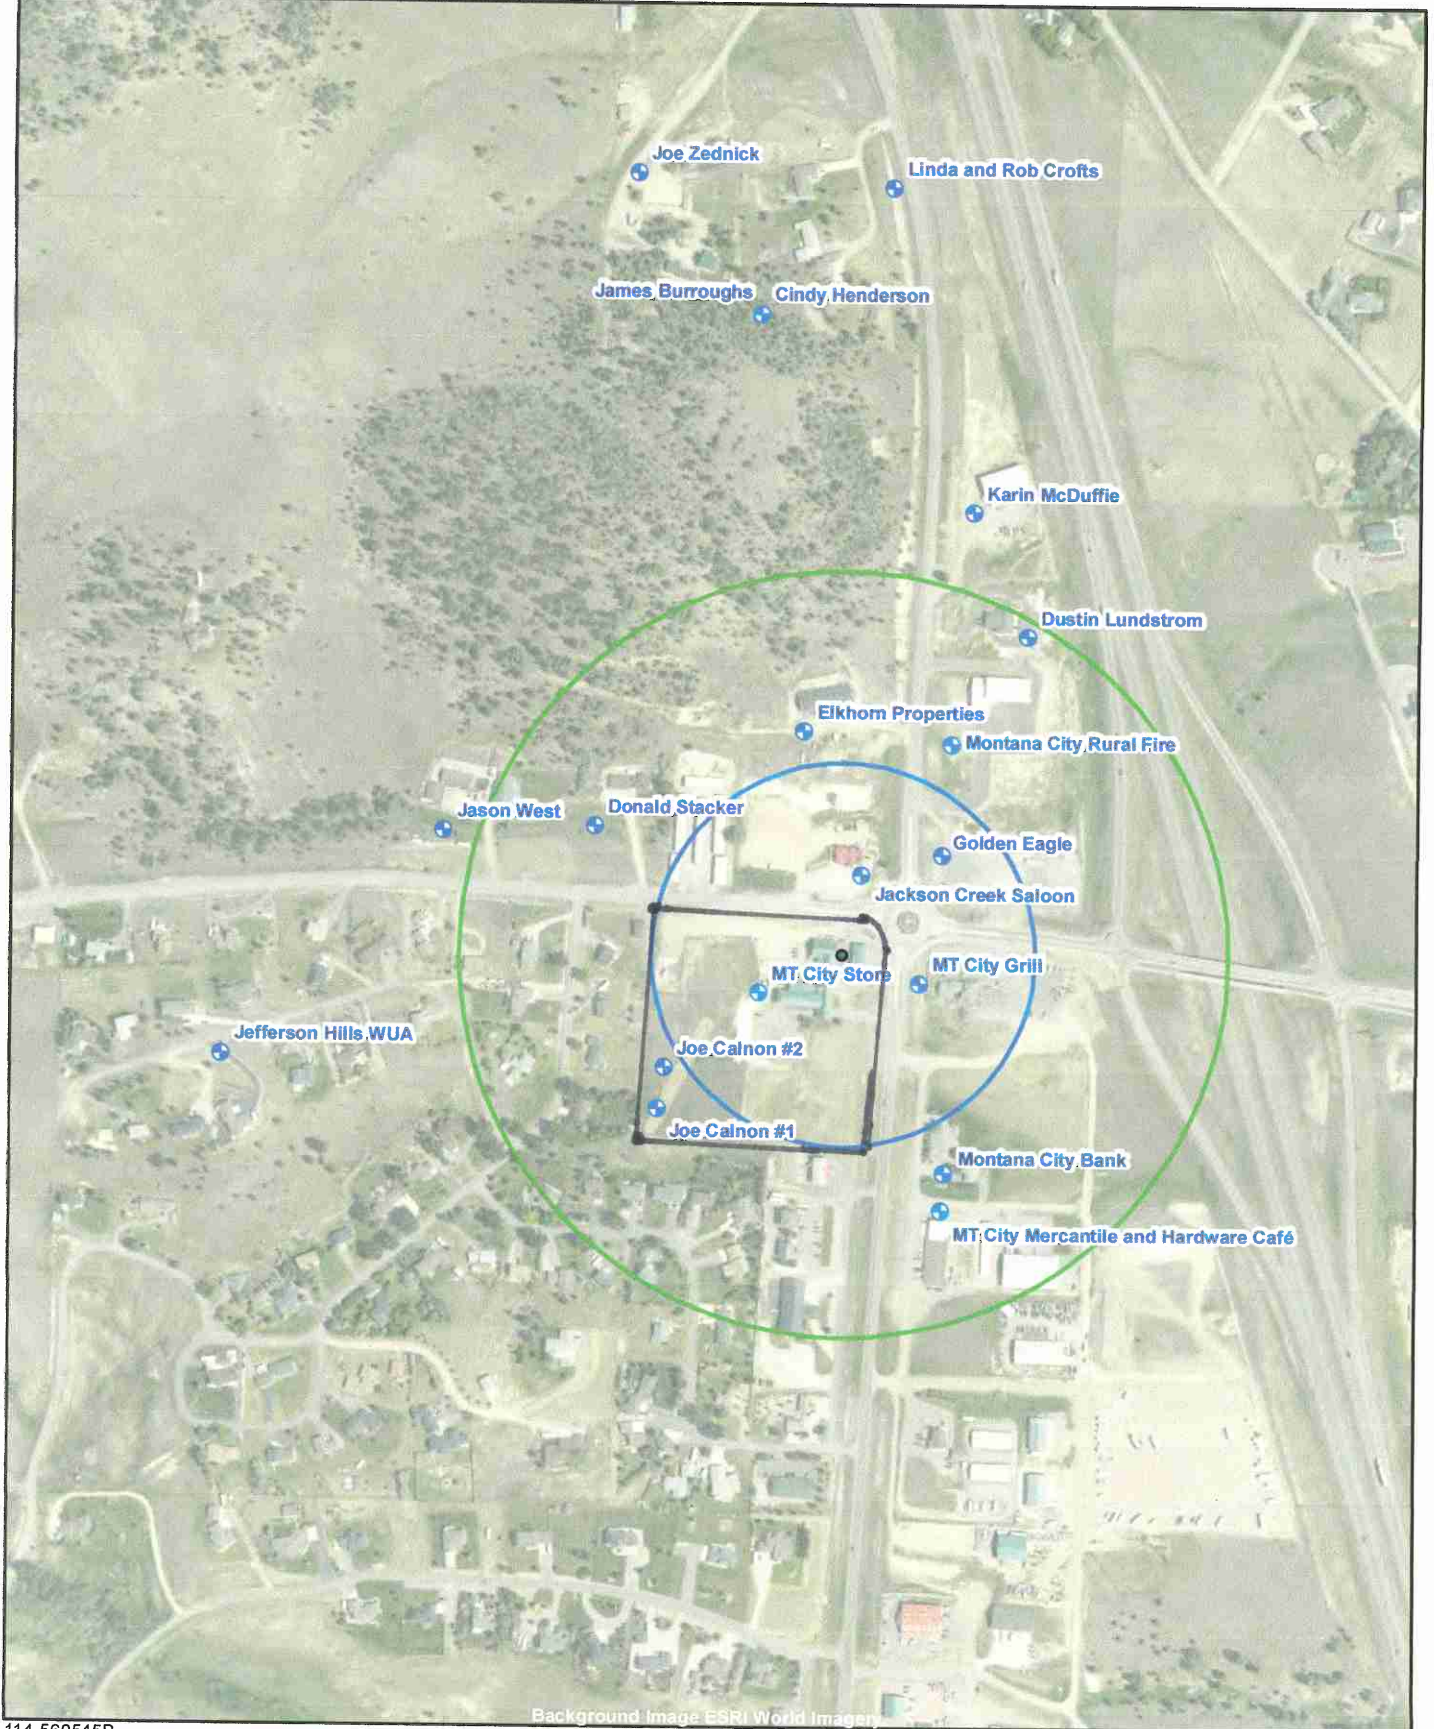 Joe Zednick
Linda and Rob Crofts
James Burroughs
Cindy Henderson
Karin McDuffie
Dustin Lundstrom
Elkhorn Properties
Montana City Rural Fire
Jason West
Donald Stacker
Golden Eagle
Jackson Creek Saloon
MT City Store
MT City Grill
Jefferson Hills WUA
Joe Calnon #2
Joe Calnon #1
Montana City Bank
MT City Mercantile and Hardware Café
Background Image ESRI World Imagery